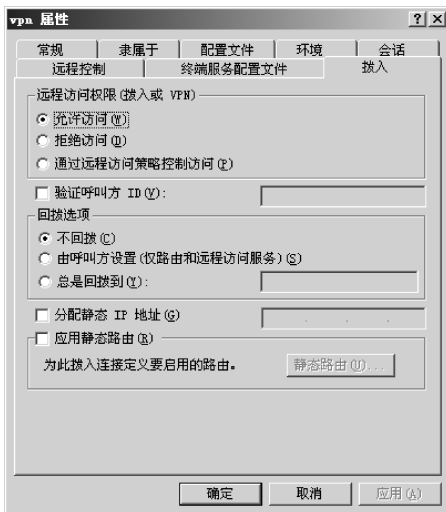 vpn 属性
常规 隶属于 配置文件 环境 会话
远程控制 终端服务配置文件 拨入
远程访问权限(拨入或 VPN)
允许访问(W)
拒绝访问(D)
通过远程访问策略控制访问(P)
验证呼叫方 ID(V):
回拨选项
不回拨(C)
由呼叫方设置(仅路由和远程访问服务)(S)
总是回拨到(Y):
分配静态 IP 地址(G)
应用静态路由(R)
为此拨入连接定义要启用的路由。 静态路由(U)...
确定 取消 应用(A)